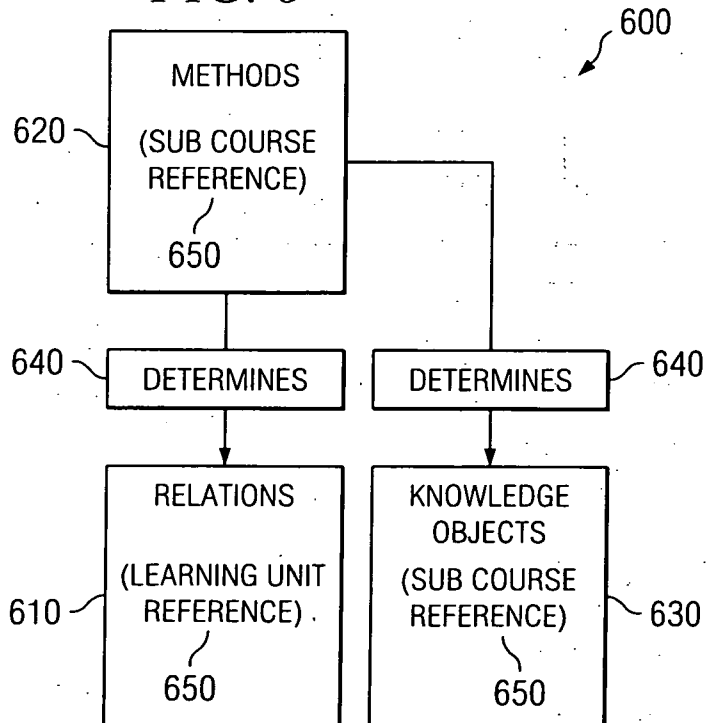 600
METHODS
620
(SUB COURSE
REFERENCE)
650
640
DETERMINES
DETERMINES
640
RELATIONS
KNOWLEDGE
OBJECTS
(LEARNING UNIT
REFERENCE)
(SUB COURSE
REFERENCE)
610
630
650
650